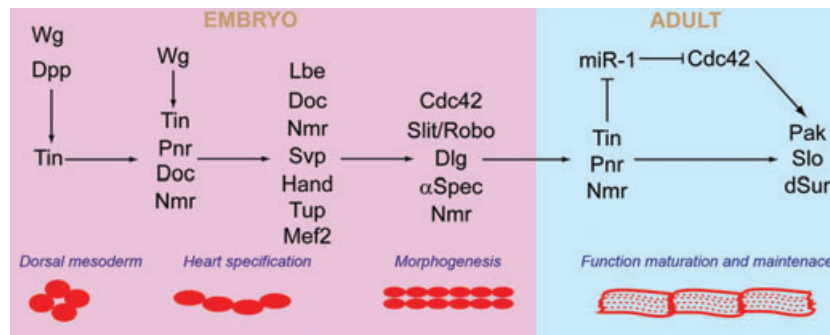 EMBRYO
ADULT
Wg
Dpp
Tin
Wg
Tin
Pnr
Doc
Nmr
Lbe
Doc
Nmr
Svp
Hand
Tup
Mef2
Cdc42
Slit/Robo
Dlg
αSpec
Nmr
miR-1
Cdc42
Tin
Pnr
Nmr
Pak
Slo
dSur
Dorsal mesoderm
Heart specification
Morphogenesis
Function maturation and maintenace